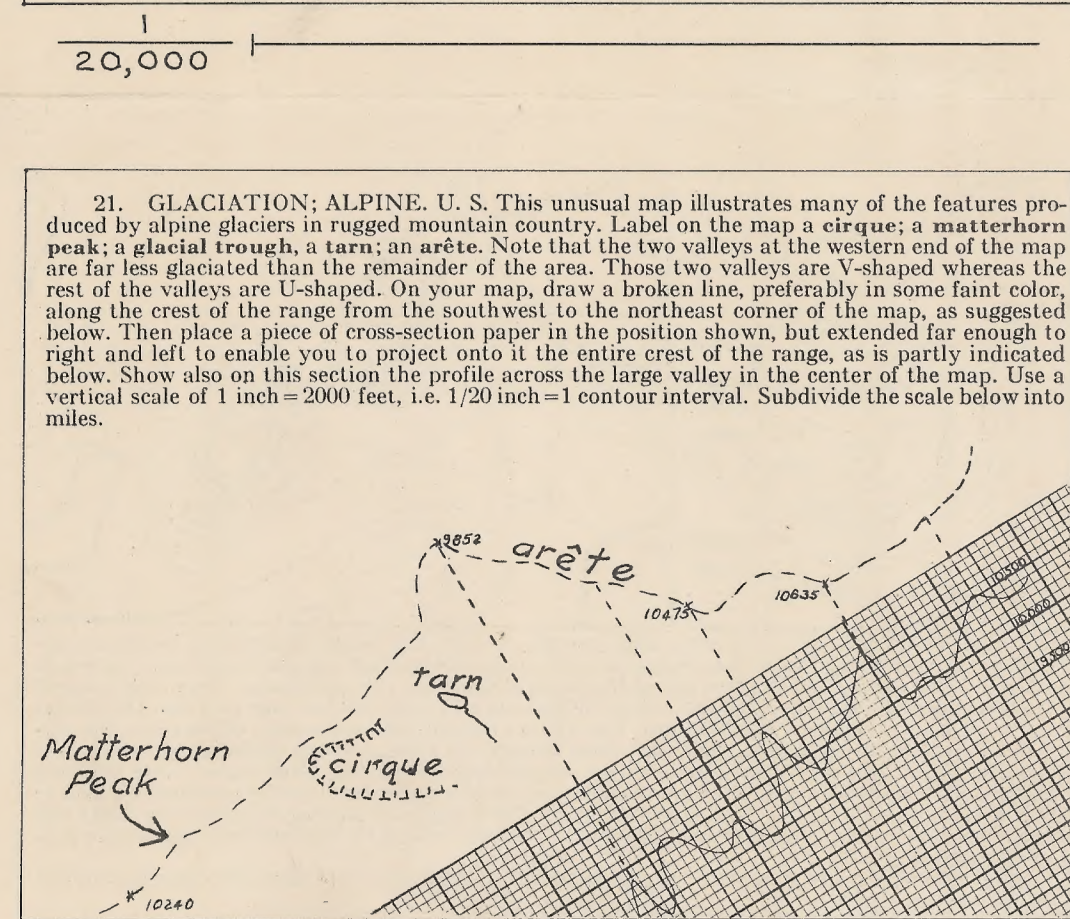 1
20,000
21. GLACIATION; ALPINE. U. S. This unusual map illustrates many of the features pro-
duced by alpine glaciers in rugged mountain country. Label on the map a cirque; a matterhorn
peak; a glacial trough, a tarn; an arête. Note that the two valleys at the western end of the map
are far less glaciated than the remainder of the area. Those two valleys are V-shaped whereas the
rest of the valleys are U-shaped. On your map, draw a broken line, preferably in some faint color,
along the crest of the range from the southwest to the northeast corner of the map, as suggested
below. Then place a piece of cross-section paper in the position shown, but extended far enough to
right and left to enable you to project onto it the entire crest of the range, as is partly indicated
below. Show also on this section the profile across the large valley in the center of the map. Use a
vertical scale of 1 inch = 2000 feet, i.e. 1/20 inch = 1 contour interval. Subdivide the scale below into
miles.
9852
arête
10475
10635
10,500
10,000
9,500
tarn
cirque
Matterhorn
Peak
10240